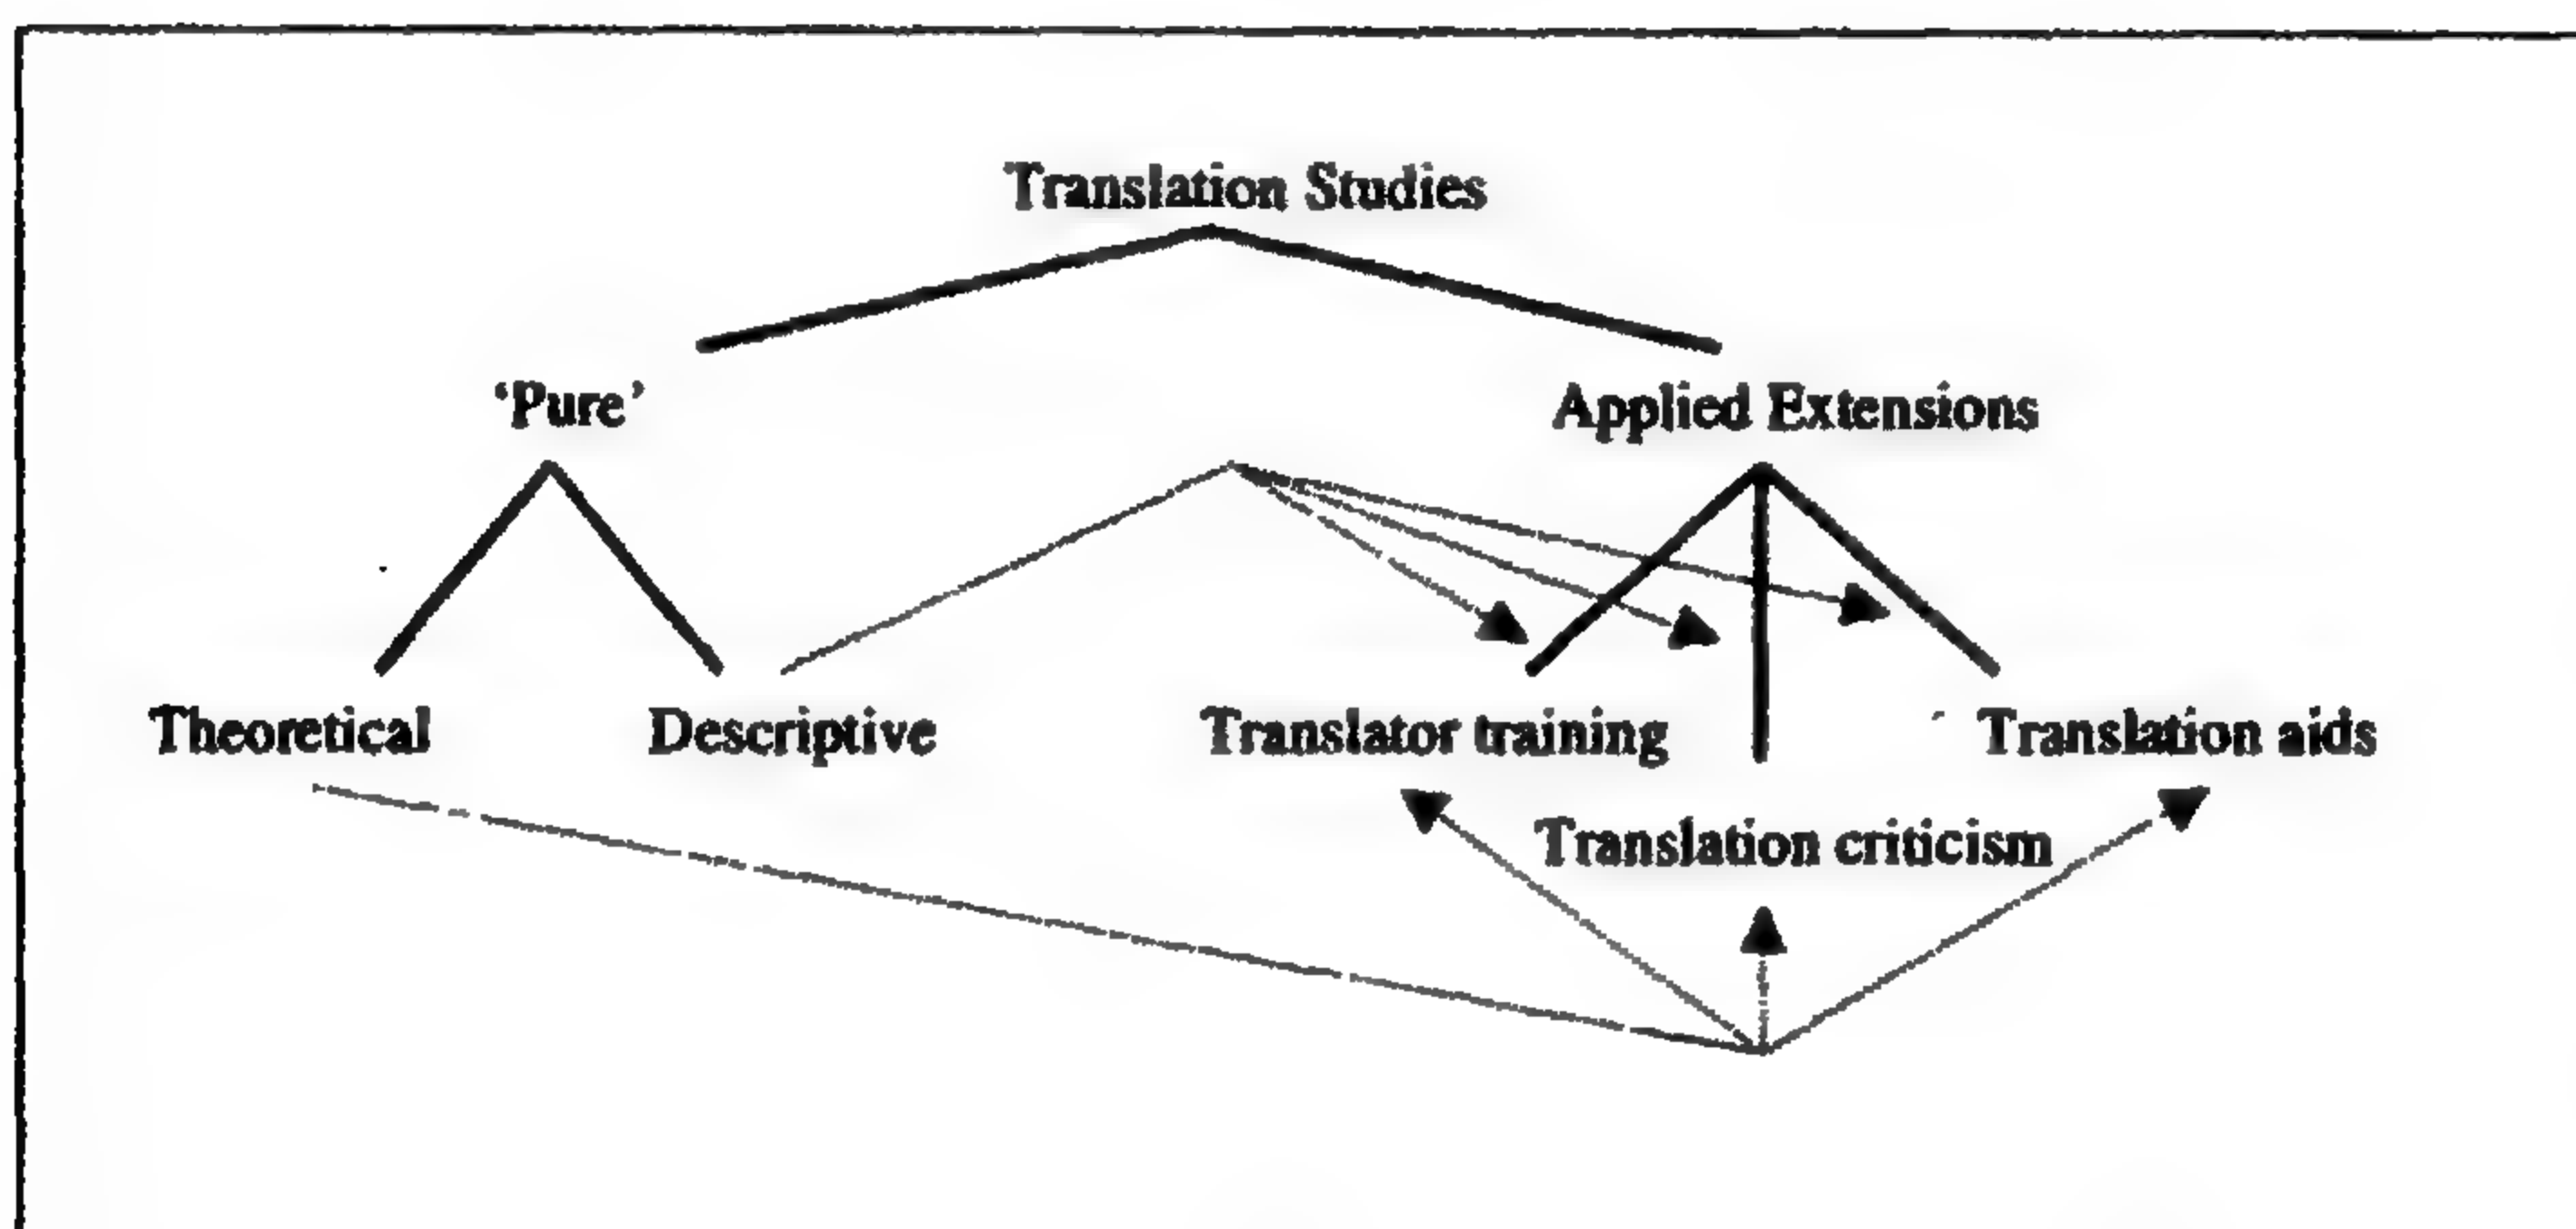 Translation Studies
‘Pure’
Applied Extensions
Theoretical
Descriptive
Translator training
Translation aids
Translation criticism